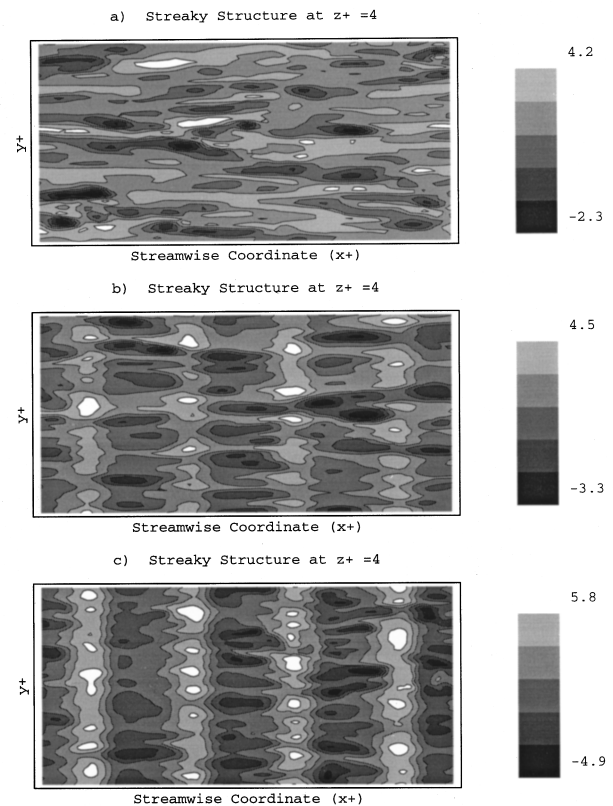 a) Streaky Structure at z+ =4
4.2
y+
-2.3
Streamwise Coordinate (x+)
b) Streaky Structure at z+ =4
4.5
y+
-3.3
Streamwise Coordinate (x+)
c) Streaky Structure at z+ =4
5.8
y+
-4.9
Streamwise Coordinate (x+)